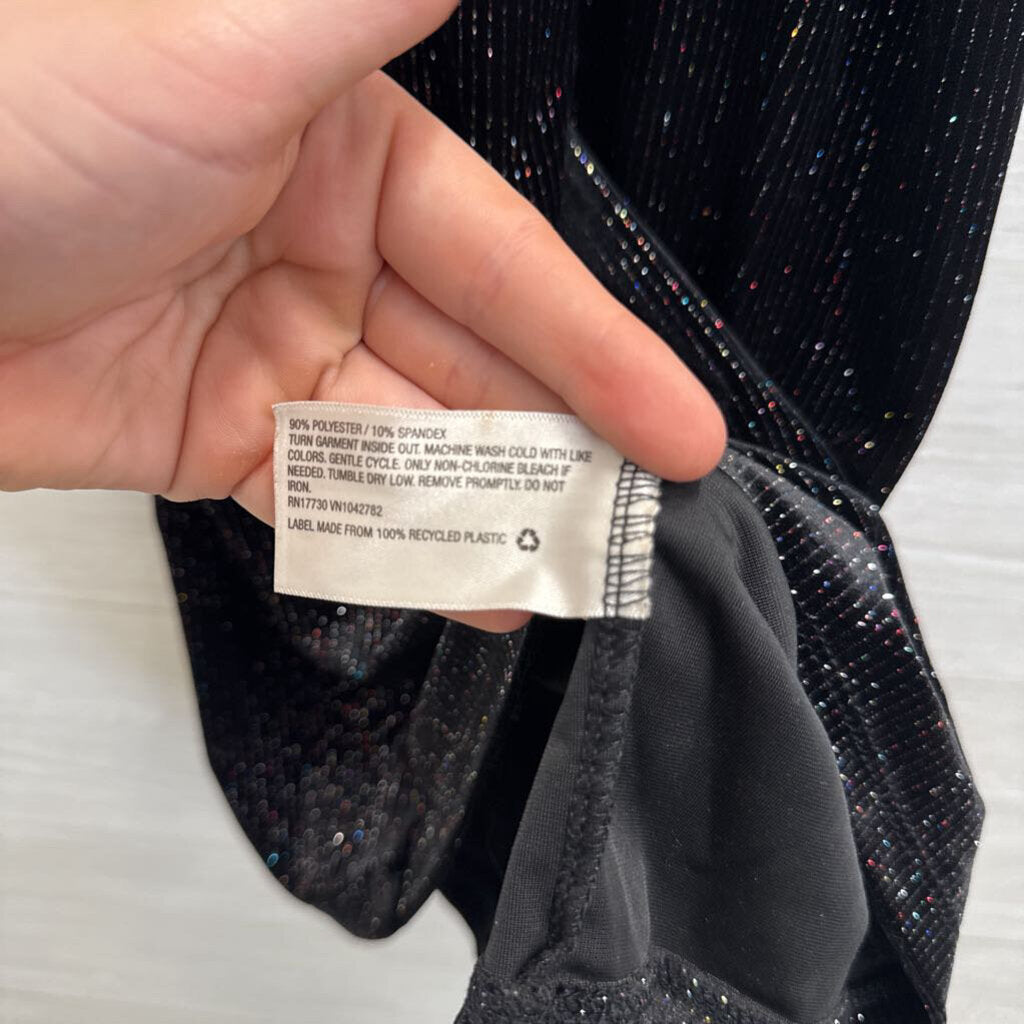 90% POLYESTER / 10% SPANDEX
TURN GARMENT INSIDE OUT. MACHINE WASH COLD WITH LIKE
COLORS. GENTLE CYCLE. ONLY NON-CHLORINE BLEACH IF
NEEDED. TUMBLE DRY LOW. REMOVE PROMPTLY. DO NOT
IRON.
RN17730 VN1042782
LABEL MADE FROM 100% RECYCLED PLASTIC